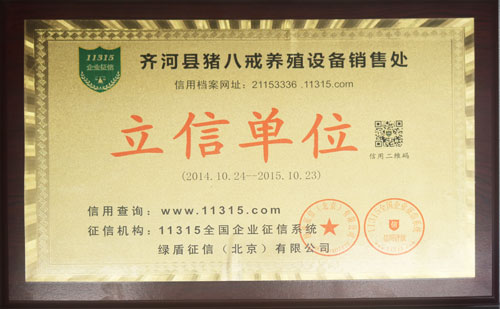 11315
企业征信
齐河县猪八戒养殖设备销售处
信用档案网址：21153336 .11315.com
立信单位
信用二维码
(2014.10.24--2015.10.23)
信用查询：www.11315.com
征信机构：11315全国企业征信系统
绿盾征信（北京）有限公司